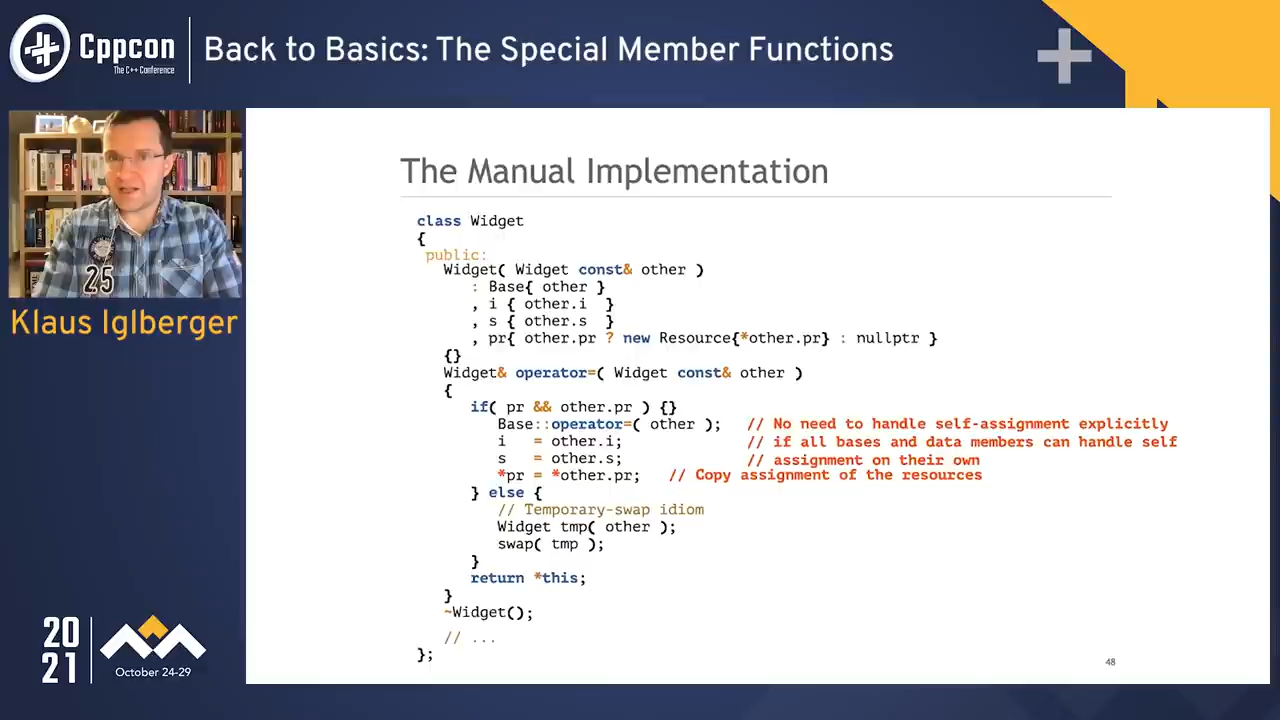 Cppcon
The C++ Conference
Back to Basics: The Special Member Functions
25
Klaus Iglberger
The Manual Implementation
class Widget
{
public:
Widget( Widget const& other )
: Base{ other }
, i { other.i }
, s { other.s }
, pr{ other.pr ? new Resource{*other.pr} : nullptr }
{}
Widget& operator=( Widget const& other )
{
if( pr && other.pr ) {}
Base::operator=( other ); // No need to handle self-assignment explicitly
i = other.i; // if all bases and data members can handle self
s = other.s; // assignment on their own
*pr = *other.pr; // Copy assignment of the resources
} else {
// Temporary-swap idiom
Widget tmp( other );
swap( tmp );
}
return *this;
}
~Widget();
// ...
};
48
20
21
October 24-29